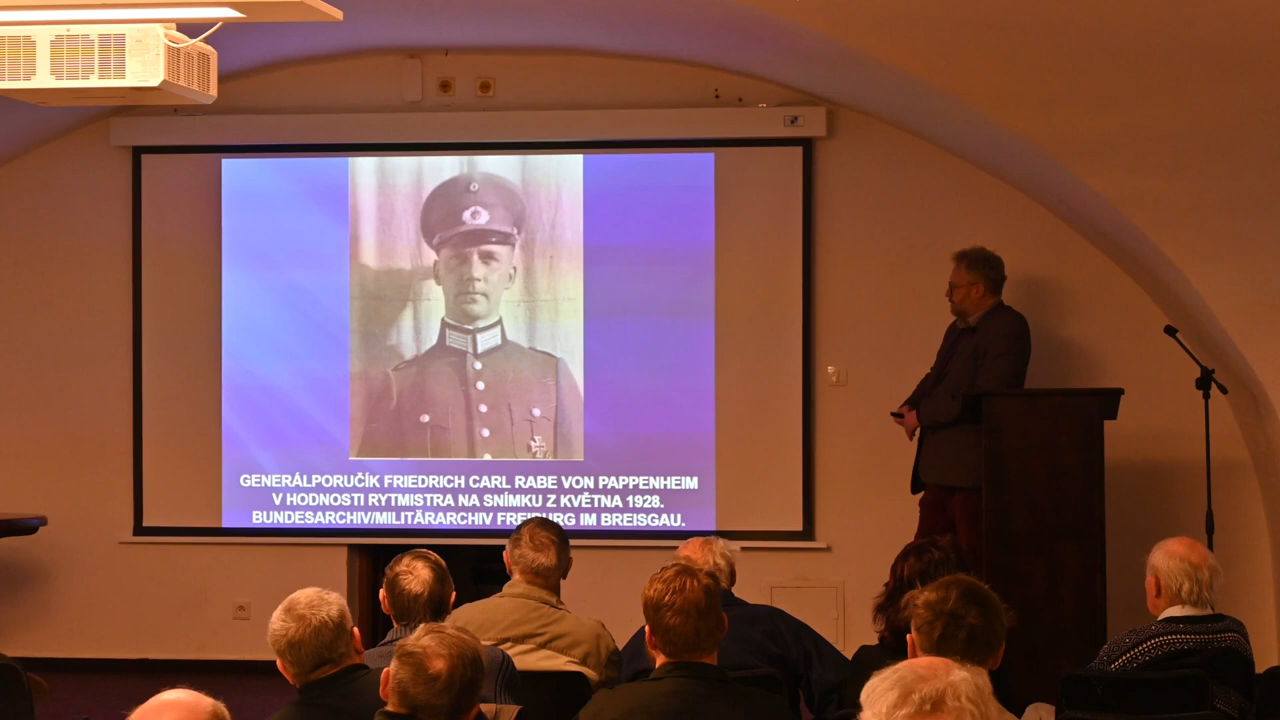 GENERÁLPORUČÍK FRIEDRICH CARL RABE VON PAPPENHEIM
V HODNOSTI RYTMISTRA NA SNÍMKU Z KVĚTNA 1928.
BUNDESARCHIV/MILITÄRARCHIV FREIBURG IM BREISGAU.